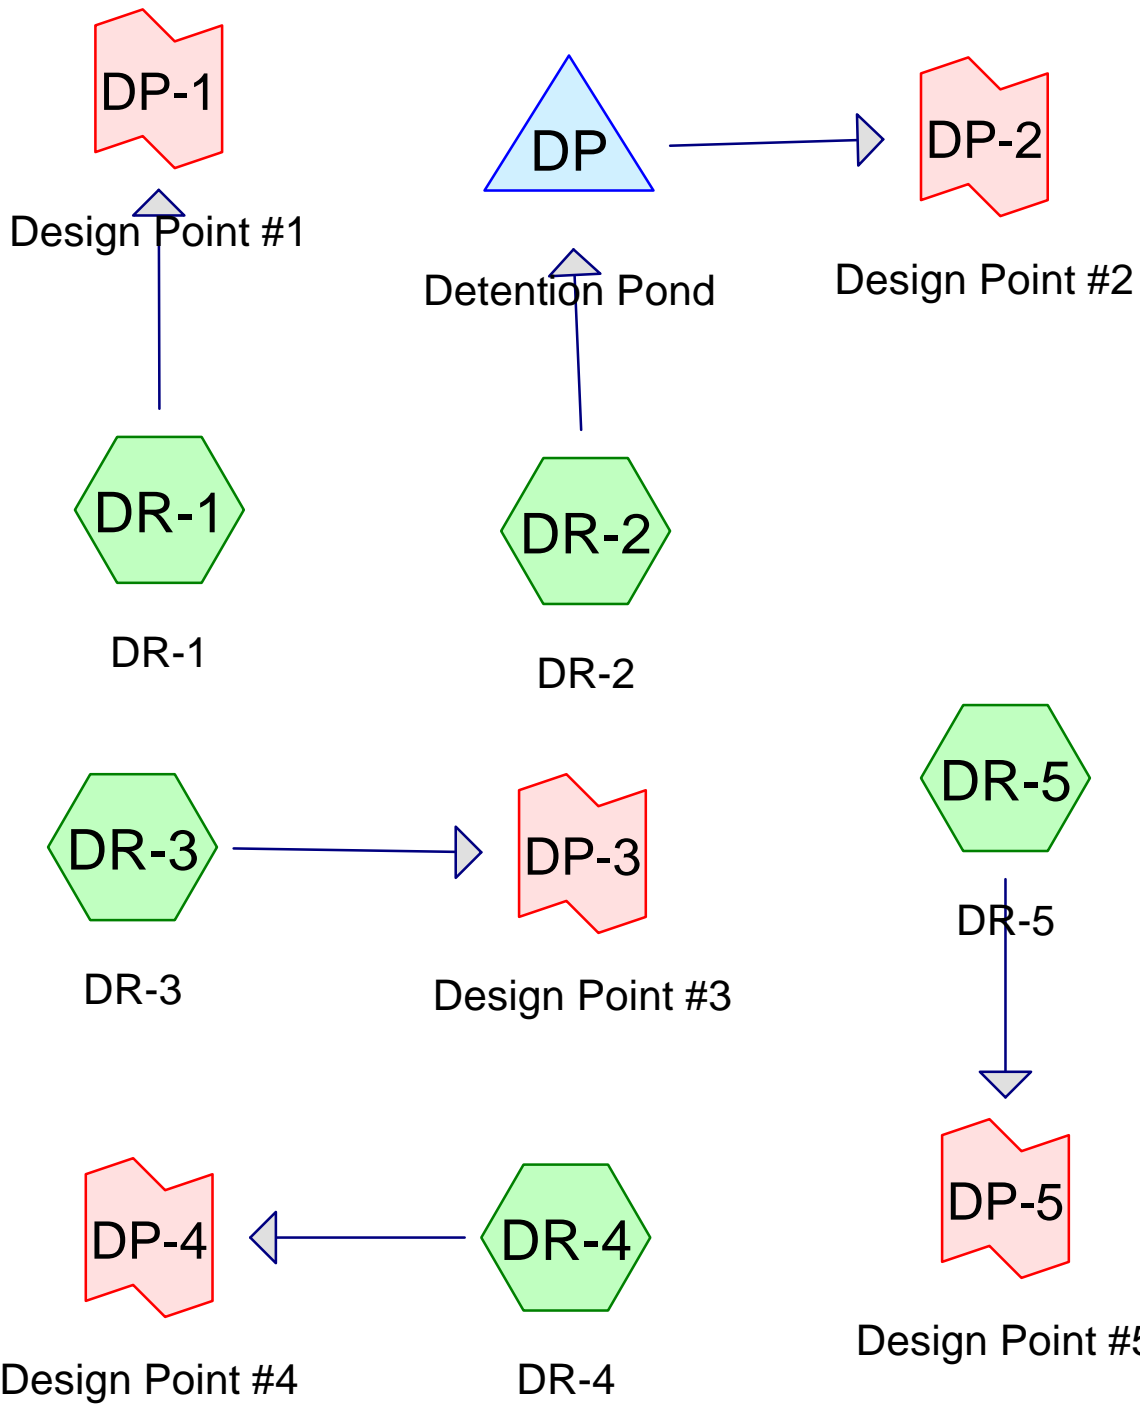 DP-1
Design Point #1
DP
Detention Pond
DP-2
Design Point #2
DR-1
DR-1
DR-2
DR-2
DR-3
DR-3
DP-3
Design Point #3
DR-5
DR-5
DP-4
Design Point #4
DR-4
DR-4
DP-5
Design Point #5